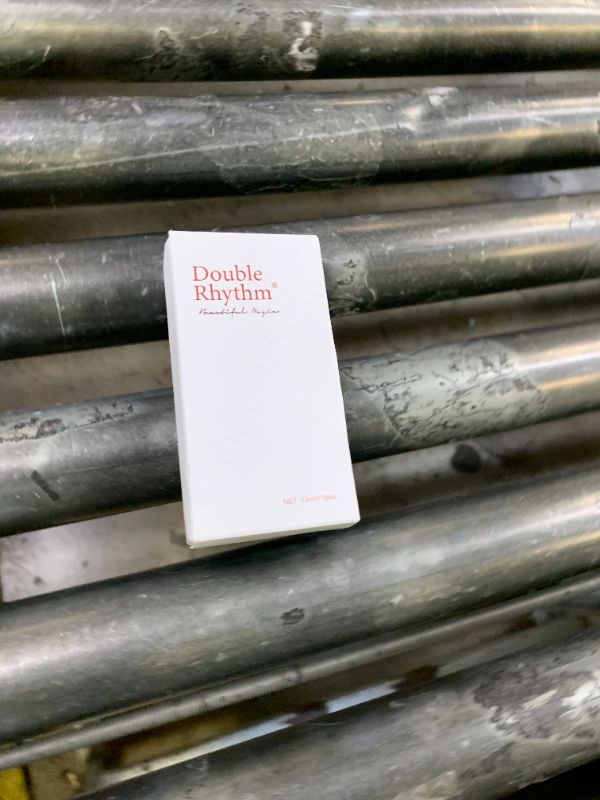 Double
Rhythm®
Beautiful Magic
NET: 15ml×1pcs